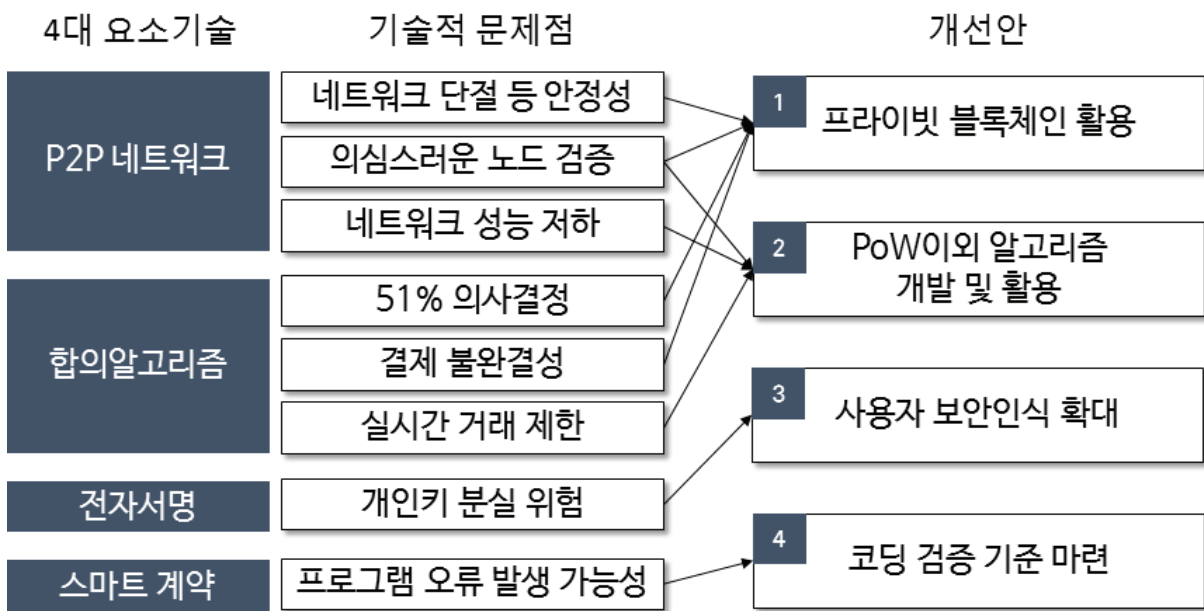 4대 요소기술
기술적 문제점
개선안
P2P 네트워크
네트워크 단절 등 안정성
의심스러운 노드 검증
네트워크 성능 저하
합의알고리즘
51% 의사결정
결제 불완결성
실시간 거래 제한
전자서명
개인키 분실 위험
스마트 계약
프로그램 오류 발생 가능성
1
프라이빗 블록체인 활용
2
PoW이외 알고리즘
개발 및 활용
3
사용자 보안인식 확대
4
코딩 검증 기준 마련